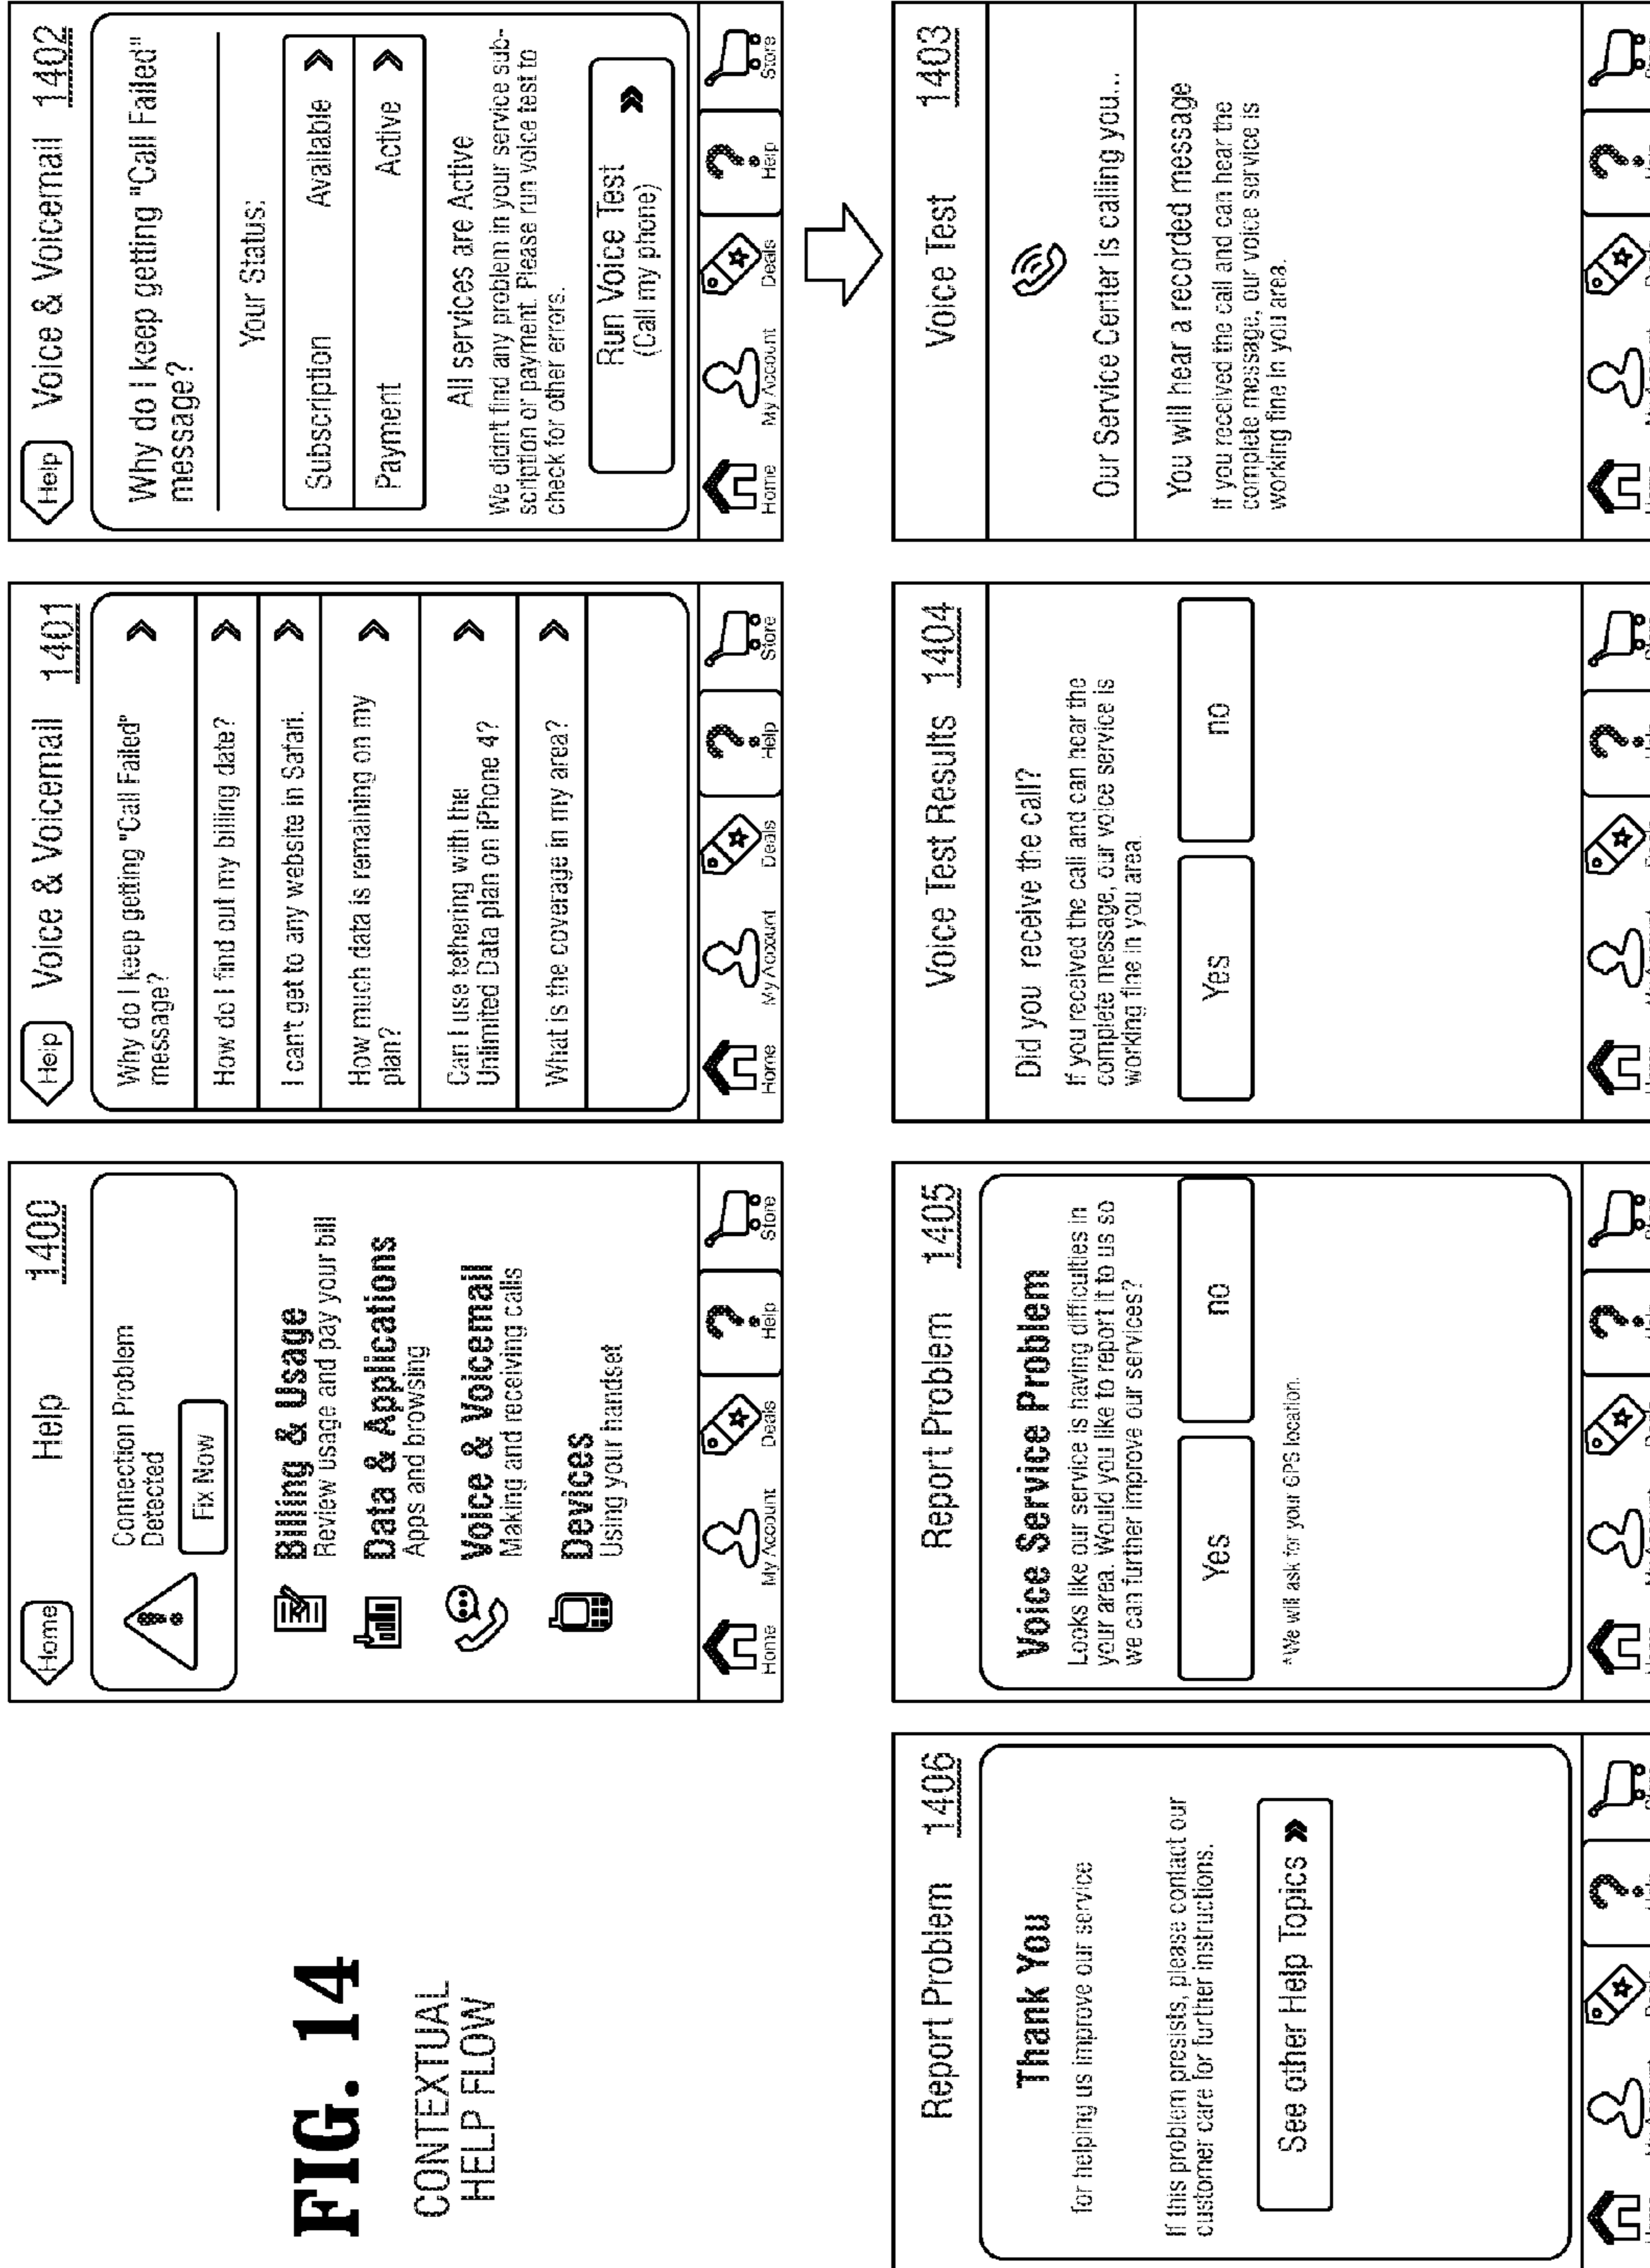 FIG. 14
CONTEXTUAL
HELP FLOW
Home
Help
1400
Connection Problem
Detected
Fix Now
Billing & Usage
Review usage and pay your bill
Data & Applications
Apps and browsing
Voice & Voicemail
Making and receiving calls
Devices
Using your handset
Home My Account Deals Help Store
Help
Voice & Voicemail
1401
Why do I keep getting "Call Failed"
message?
How do I find out my billing date?
I can't get to any website in Safari.
How much data is remaining on my
plan?
Can I use tethering with the
Unlimited Data plan on iPhone 4?
What is the coverage in my area?
Home My Account Deals Help Store
Help
Voice & Voicemail
1402
Why do I keep getting "Call Failed"
message?
Your Status:
Subscription Available
Payment Active
All services are Active
We didn't find any problem in your service sub-
scription or payment. Please run voice test to
check for other errors.
Run Voice Test
(Call my phone)
Home My Account Deals Help Store
Report Problem 1406
Thank You
for helping us improve our service
If this problem presists, please contact our
customer care for further instructions.
See other Help Topics
Report Problem 1405
Voice Service Problem
Looks like our service is having difficulties in
your area. Would you like to report it to us so
we can further improve our services?
Yes no
*We will ask for your GPS location.
Voice Test Results 1404
Did you receive the call?
If you received the call and can hear the
complete message, our voice service is
working fine in you area.
Yes no
Voice Test 1403
Our Service Center is calling you...
You will hear a recorded message
If you received the call and can hear the
complete message, our voice service is
working fine in you area.